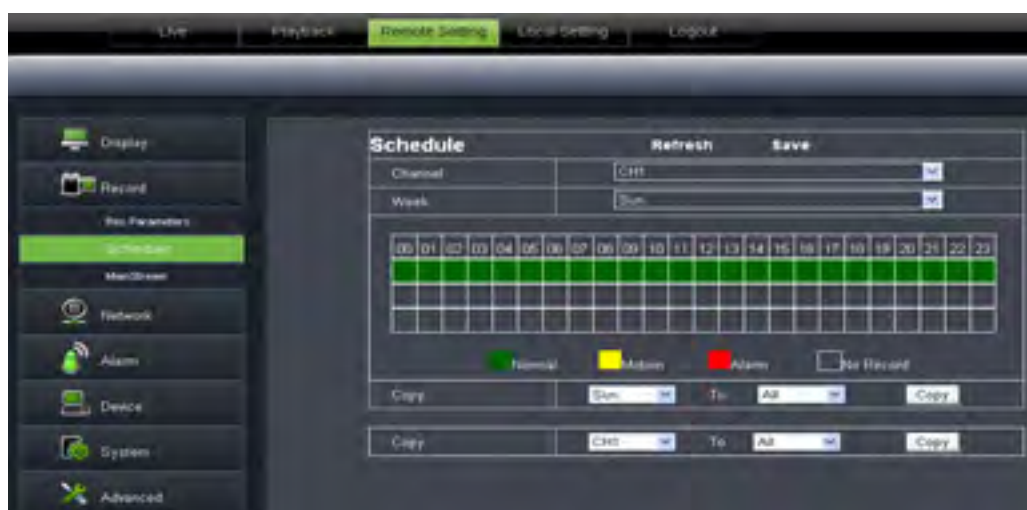 Live Playback Remote Setting Local Setting Logout
Display
Record
Rec Parameters
Schedule
MainStream
Network
Alarm
Device
System
Advanced
Schedule Refresh Save
Channel CH1
Week Sun.
00 01 02 03 04 05 06 07 08 09 10 11 12 13 14 15 16 17 18 19 20 21 22 23
Normal Motion Alarm No Record
Copy Sun. To All Copy
Copy CH1 To All Copy